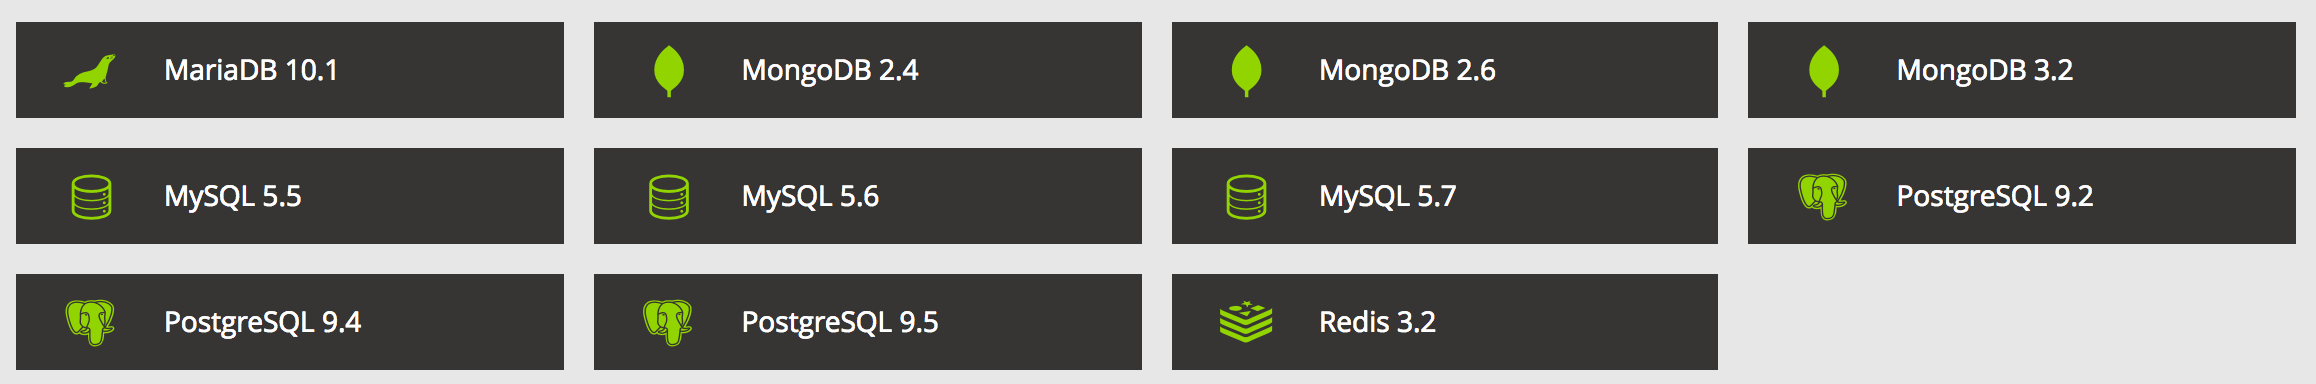 MariaDB 10.1
MongoDB 2.4
MongoDB 2.6
MongoDB 3.2
MySQL 5.5
MySQL 5.6
MySQL 5.7
PostgreSQL 9.2
PostgreSQL 9.4
PostgreSQL 9.5
Redis 3.2